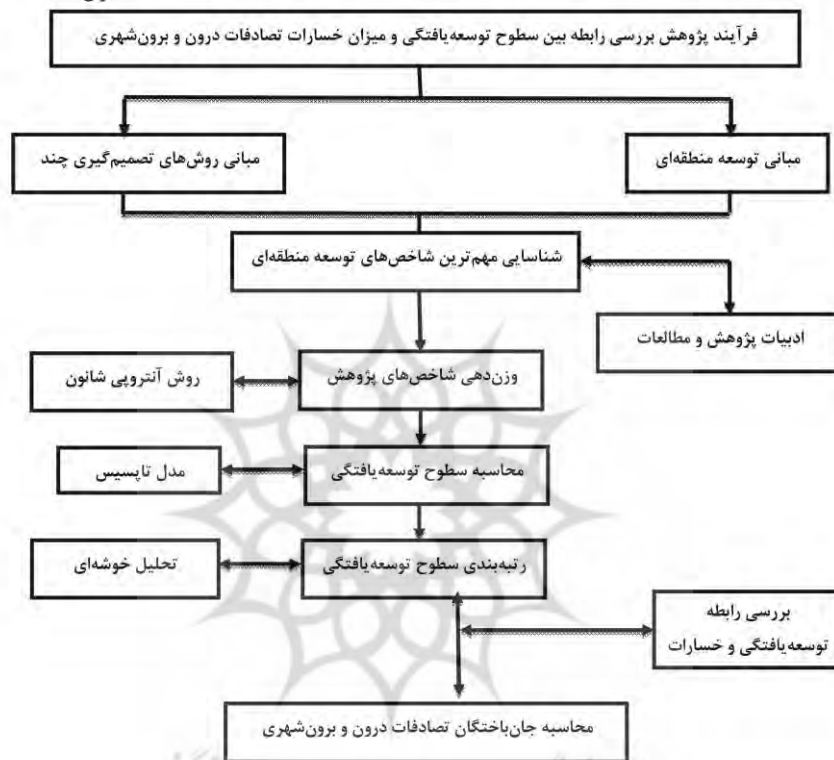 فرآیند پژوهش بررسی رابطه بین سطوح توسعه‌یافتگی و میزان خسارات تصادفات درون و برون‌شهری
مبانی توسعه منطقه‌ای
مبانی روش‌های تصمیم‌گیری چند
شناسایی مهم‌ترین شاخص‌های توسعه منطقه‌ای
ادبیات پژوهش و مطالعات
وزن‌دهی شاخص‌های پژوهش
روش آنتروپی شانون
محاسبه سطوح توسعه‌یافتگی
مدل تاپسیس
رتبه‌بندی سطوح توسعه‌یافتگی
تحلیل خوشه‌ای
بررسی رابطه
توسعه‌یافتگی و خسارات
محاسبه جان‌باختگان تصادفات درون و برون‌شهری